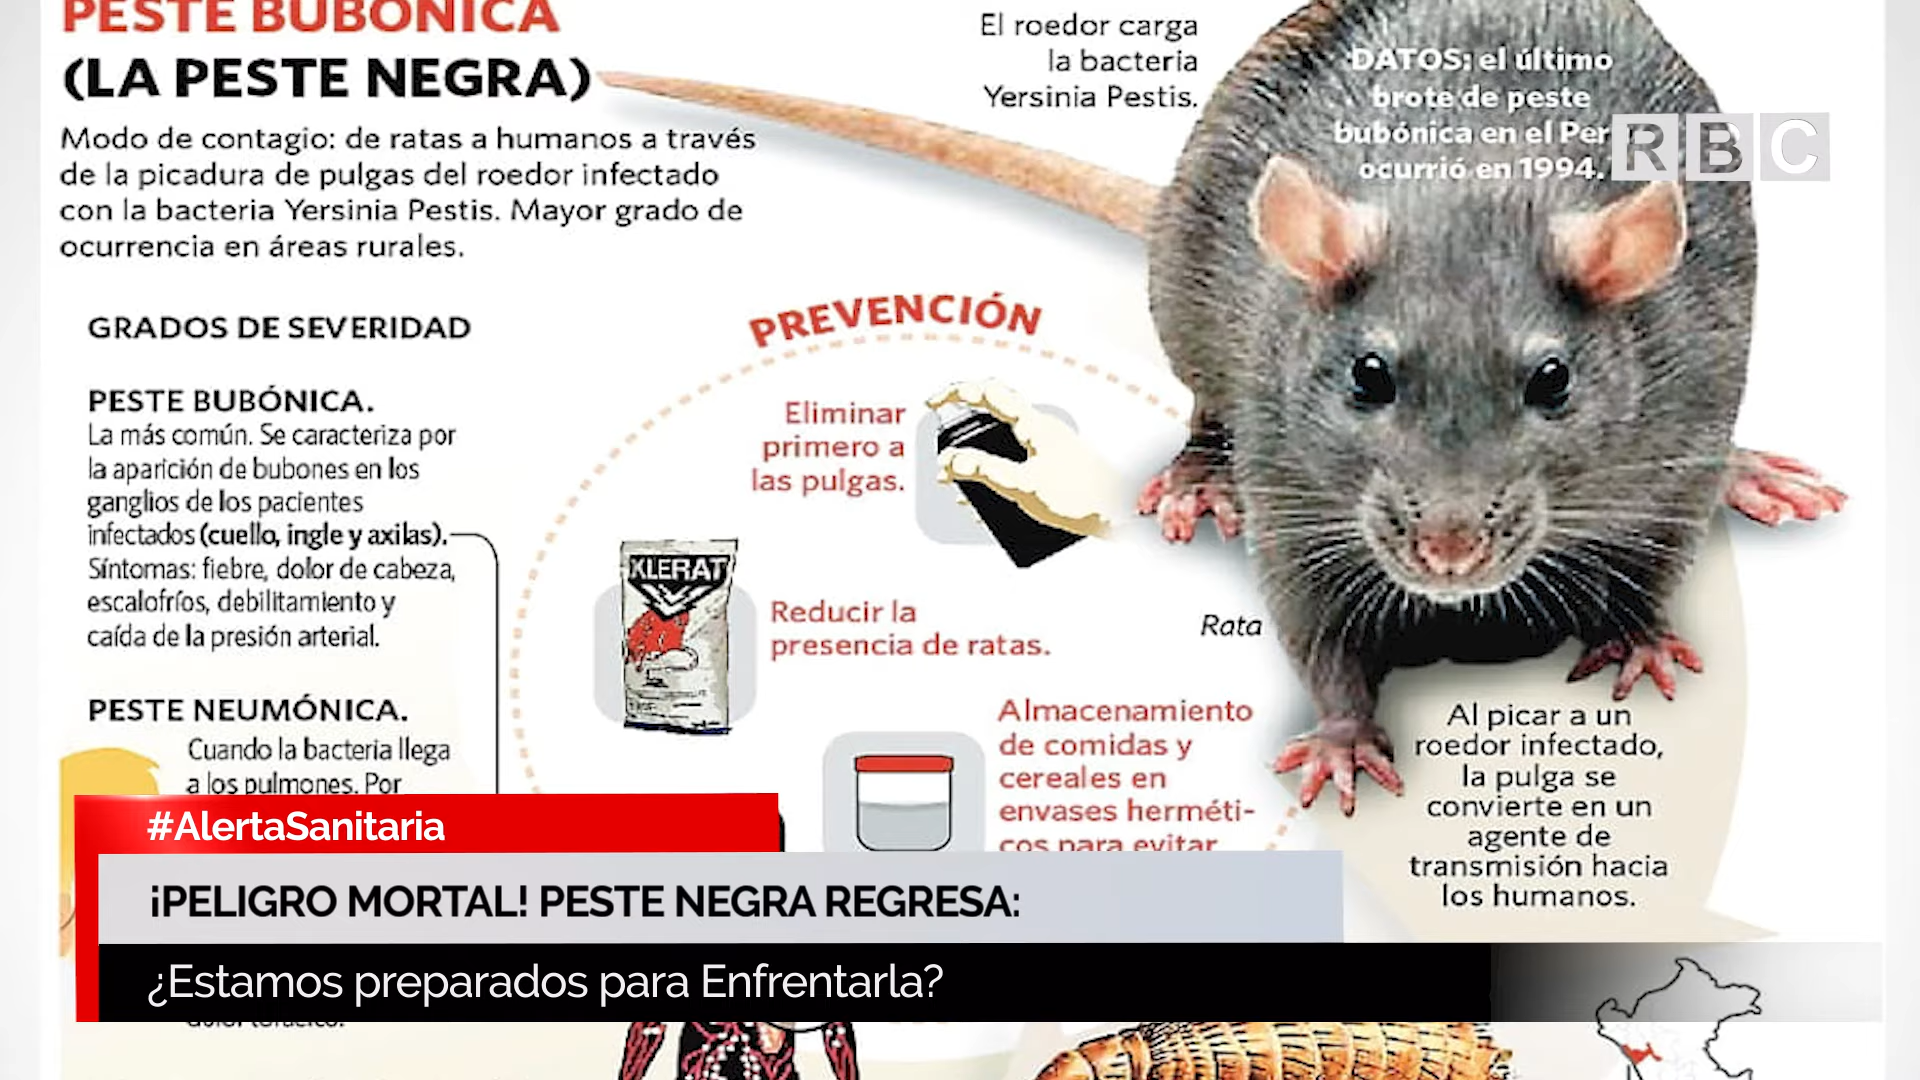 PESTE BUBÓNICA
(LA PESTE NEGRA)
Modo de contagio: de ratas a humanos a través
de la picadura de pulgas del roedor infectado
con la bacteria Yersinia Pestis. Mayor grado de
ocurrencia en áreas rurales.
El roedor carga
la bacteria
Yersinia Pestis.
DATOS: el último
brote de peste
bubónica en el Per
ocurrió en 1994.
RBC
GRADOS DE SEVERIDAD
PESTE BUBÓNICA.
La más común. Se caracteriza por
la aparición de bubones en los
ganglios de los pacientes
infectados (cuello, ingle y axilas).
Síntomas: fiebre, dolor de cabeza,
escalofríos, debilitamiento y
caída de la presión arterial.
PESTE NEUMÓNICA.
Cuando la bacteria llega
a los pulmones. Por
PREVENCIÓN
Eliminar
primero a
las pulgas.
KLERAT
Reducir la
presencia de ratas.
Almacenamiento
de comidas y
cereales en
envases herméti-
cos para evitar
Rata
Al picar a un
roedor infectado,
la pulga se
convierte en un
agente de
transmisión hacia
los humanos.
#AlertaSanitaria
¡PELIGRO MORTAL! PESTE NEGRA REGRESA:
¿Estamos preparados para Enfrentarla?